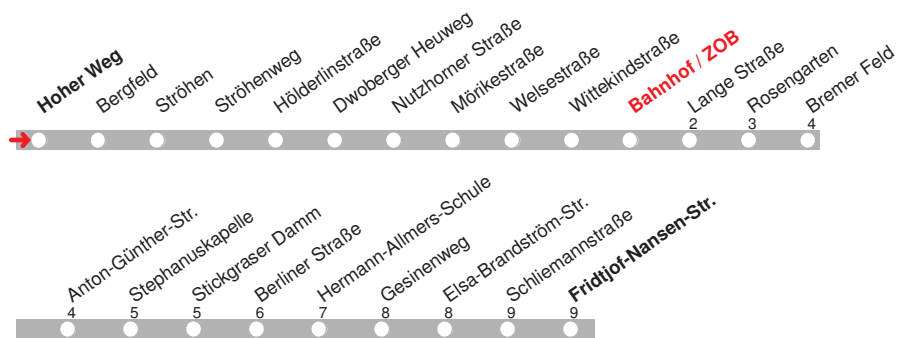 Hoher Weg
Bergfeld
Ströhen
Ströhenweg
Hölderlinstraße
Dwoberger Heuweg
Nutzhorner Straße
Mörikestraße
Welsestraße
Wittekindstraße
Bahnhof / ZOB
Lange Straße
Rosengarten
Bremer Feld
2 3 4
Anton-Günther-Str.
Stephanuskapelle
Stickgraser Damm
Berliner Straße
Hermann-Allmers-Schule
Gesinenweg
Elsa-Brandström-Str.
Schliemannstraße
Fridtjof-Nansen-Str.
4 5 5 6 7 8 8 9 9